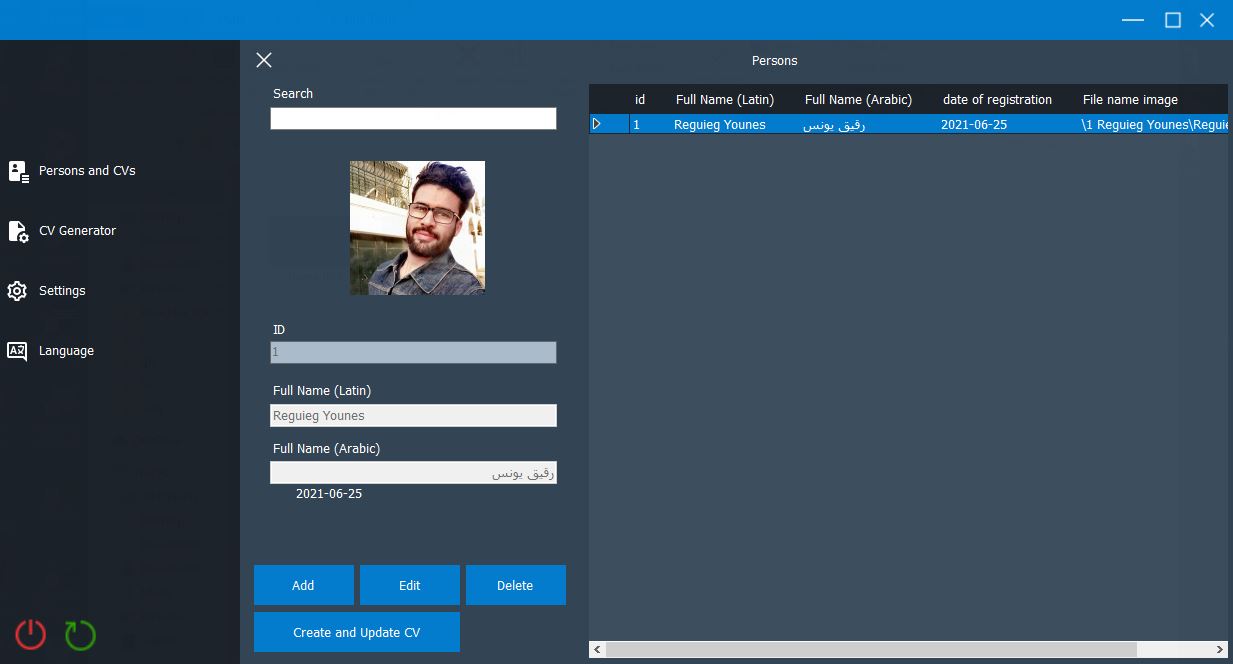 Persons and CVs
CV Generator
Settings
Language
Search
ID
1
Full Name (Latin)
Reguieg Younes
Full Name (Arabic)
رقيق يونس
2021-06-25
Add
Edit
Delete
Create and Update CV
Persons
id Full Name (Latin) Full Name (Arabic) date of registration File name image
1 Reguieg Younes رقيق يونس 2021-06-25 \1 Reguieg Younes\Reguie